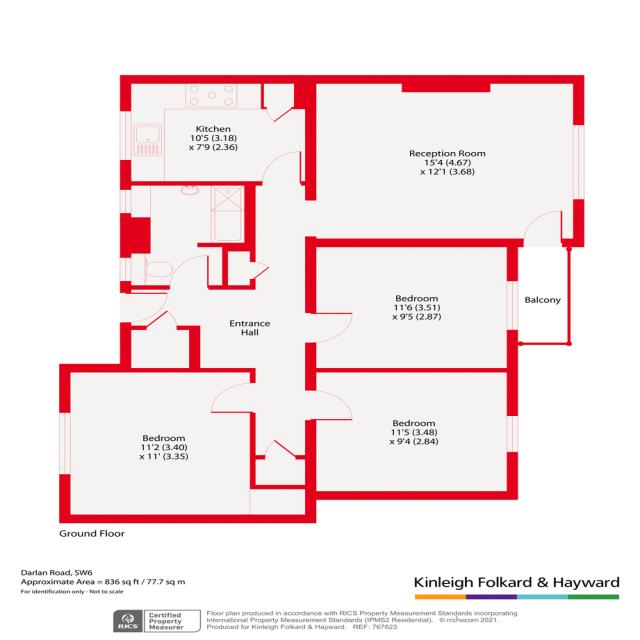 Kitchen
10'5 (3.18)
x 7'9 (2.36)
Reception Room
15'4 (4.67)
x 12'1 (3.68)
Bedroom
11'6 (3.51)
x 9'5 (2.87)
Balcony
Entrance
Hall
Bedroom
11'2 (3.40)
x 11' (3.35)
Bedroom
11'5 (3.48)
x 9'4 (2.84)
Ground Floor
Darlan Road, SW6
Approximate Area = 836 sq ft / 77.7 sq m
For identification only - Not to scale
Kinleigh Folkard & Hayward
RICS
Certified
Property
Measurer
Floor plan produced in accordance with RICS Property Measurement Standards incorporating
International Property Measurement Standards (IPMS2 Residential). © nichecom 2021.
Produced for Kinleigh Folkard & Hayward. REF: 767623